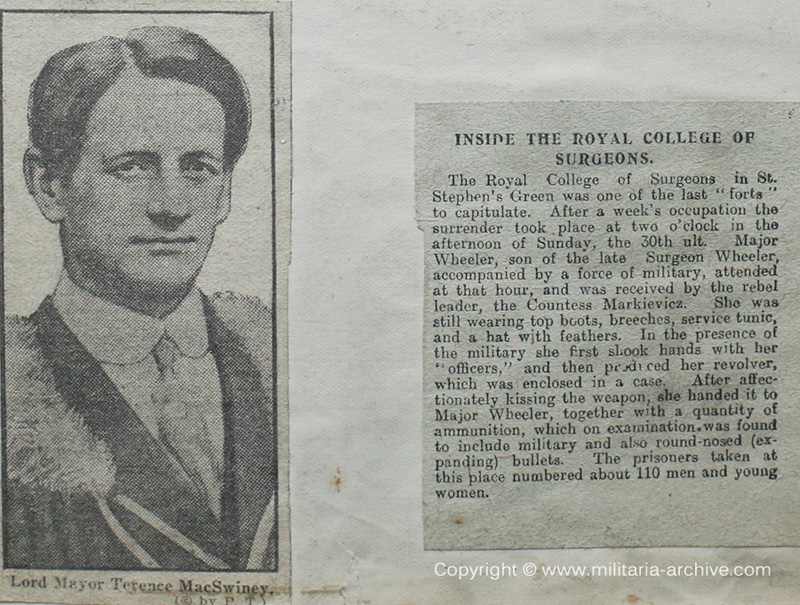 Lord Mayor Terence MacSwiney.
(© by P. T)
INSIDE THE ROYAL COLLEGE OF
SURGEONS.
The Royal College of Surgeons in St.
Stephen's Green was one of the last "forts"
to capitulate. After a week's occupation the
surrender took place at two o'clock in the
afternoon of Sunday, the 30th ult. Major
Wheeler, son of the late Surgeon Wheeler,
accompanied by a force of military, attended
at that hour, and was received by the rebel
leader, the Countess Markievicz. She was
still wearing top boots, breeches, service tunic,
and a hat with feathers. In the presence of
the military she first shook hands with her
"officers," and then produced her revolver,
which was enclosed in a case. After affec-
tionately kissing the weapon, she handed it to
Major Wheeler, together with a quantity of
ammunition, which on examination was found
to include military and also round-nosed (ex-
panding) bullets. The prisoners taken at
this place numbered about 110 men and young
women.
Copyright © www.militaria-archive.com